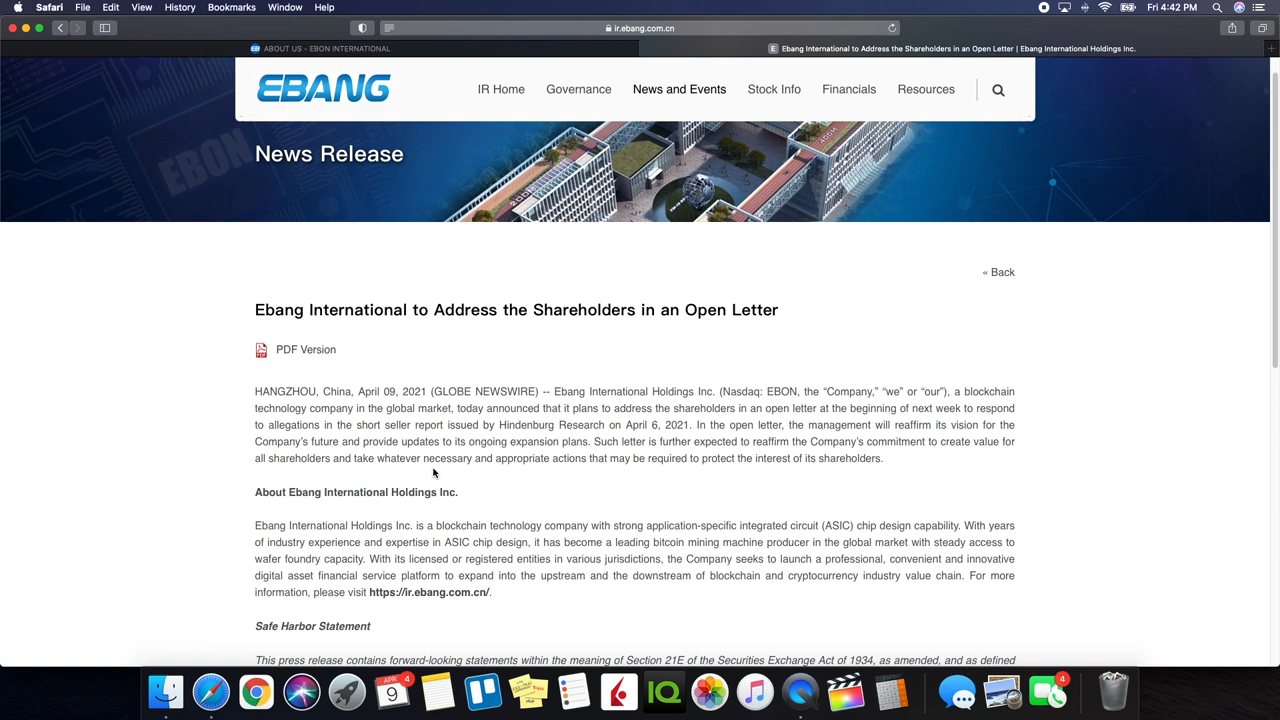 Safari File Edit View History Bookmarks Window Help Fri 4:42 PM
ir.ebang.com.cn
ABOUT US - EBON INTERNATIONAL
Ebang International to Address the Shareholders in an Open Letter | Ebang International Holdings Inc.
EBANG IR Home Governance News and Events Stock Info Financials Resources
EBON
News Release
« Back
Ebang International to Address the Shareholders in an Open Letter
PDF Version
HANGZHOU, China, April 09, 2021 (GLOBE NEWSWIRE) -- Ebang International Holdings Inc. (Nasdaq: EBON, the “Company,” “we” or “our”), a blockchain
technology company in the global market, today announced that it plans to address the shareholders in an open letter at the beginning of next week to respond
to allegations in the short seller report issued by Hindenburg Research on April 6, 2021. In the open letter, the management will reaffirm its vision for the
Company’s future and provide updates to its ongoing expansion plans. Such letter is further expected to reaffirm the Company’s commitment to create value for
all shareholders and take whatever necessary and appropriate actions that may be required to protect the interest of its shareholders.
About Ebang International Holdings Inc.
Ebang International Holdings Inc. is a blockchain technology company with strong application-specific integrated circuit (ASIC) chip design capability. With years
of industry experience and expertise in ASIC chip design, it has become a leading bitcoin mining machine producer in the global market with steady access to
wafer foundry capacity. With its licensed or registered entities in various jurisdictions, the Company seeks to launch a professional, convenient and innovative
digital asset financial service platform to expand into the upstream and the downstream of blockchain and cryptocurrency industry value chain. For more
information, please visit https://ir.ebang.com.cn/.
Safe Harbor Statement
This press release contains forward-looking statements within the meaning of Section 21E of the Securities Exchange Act of 1934, as amended, and as defined
APR 4
9 IQ 4